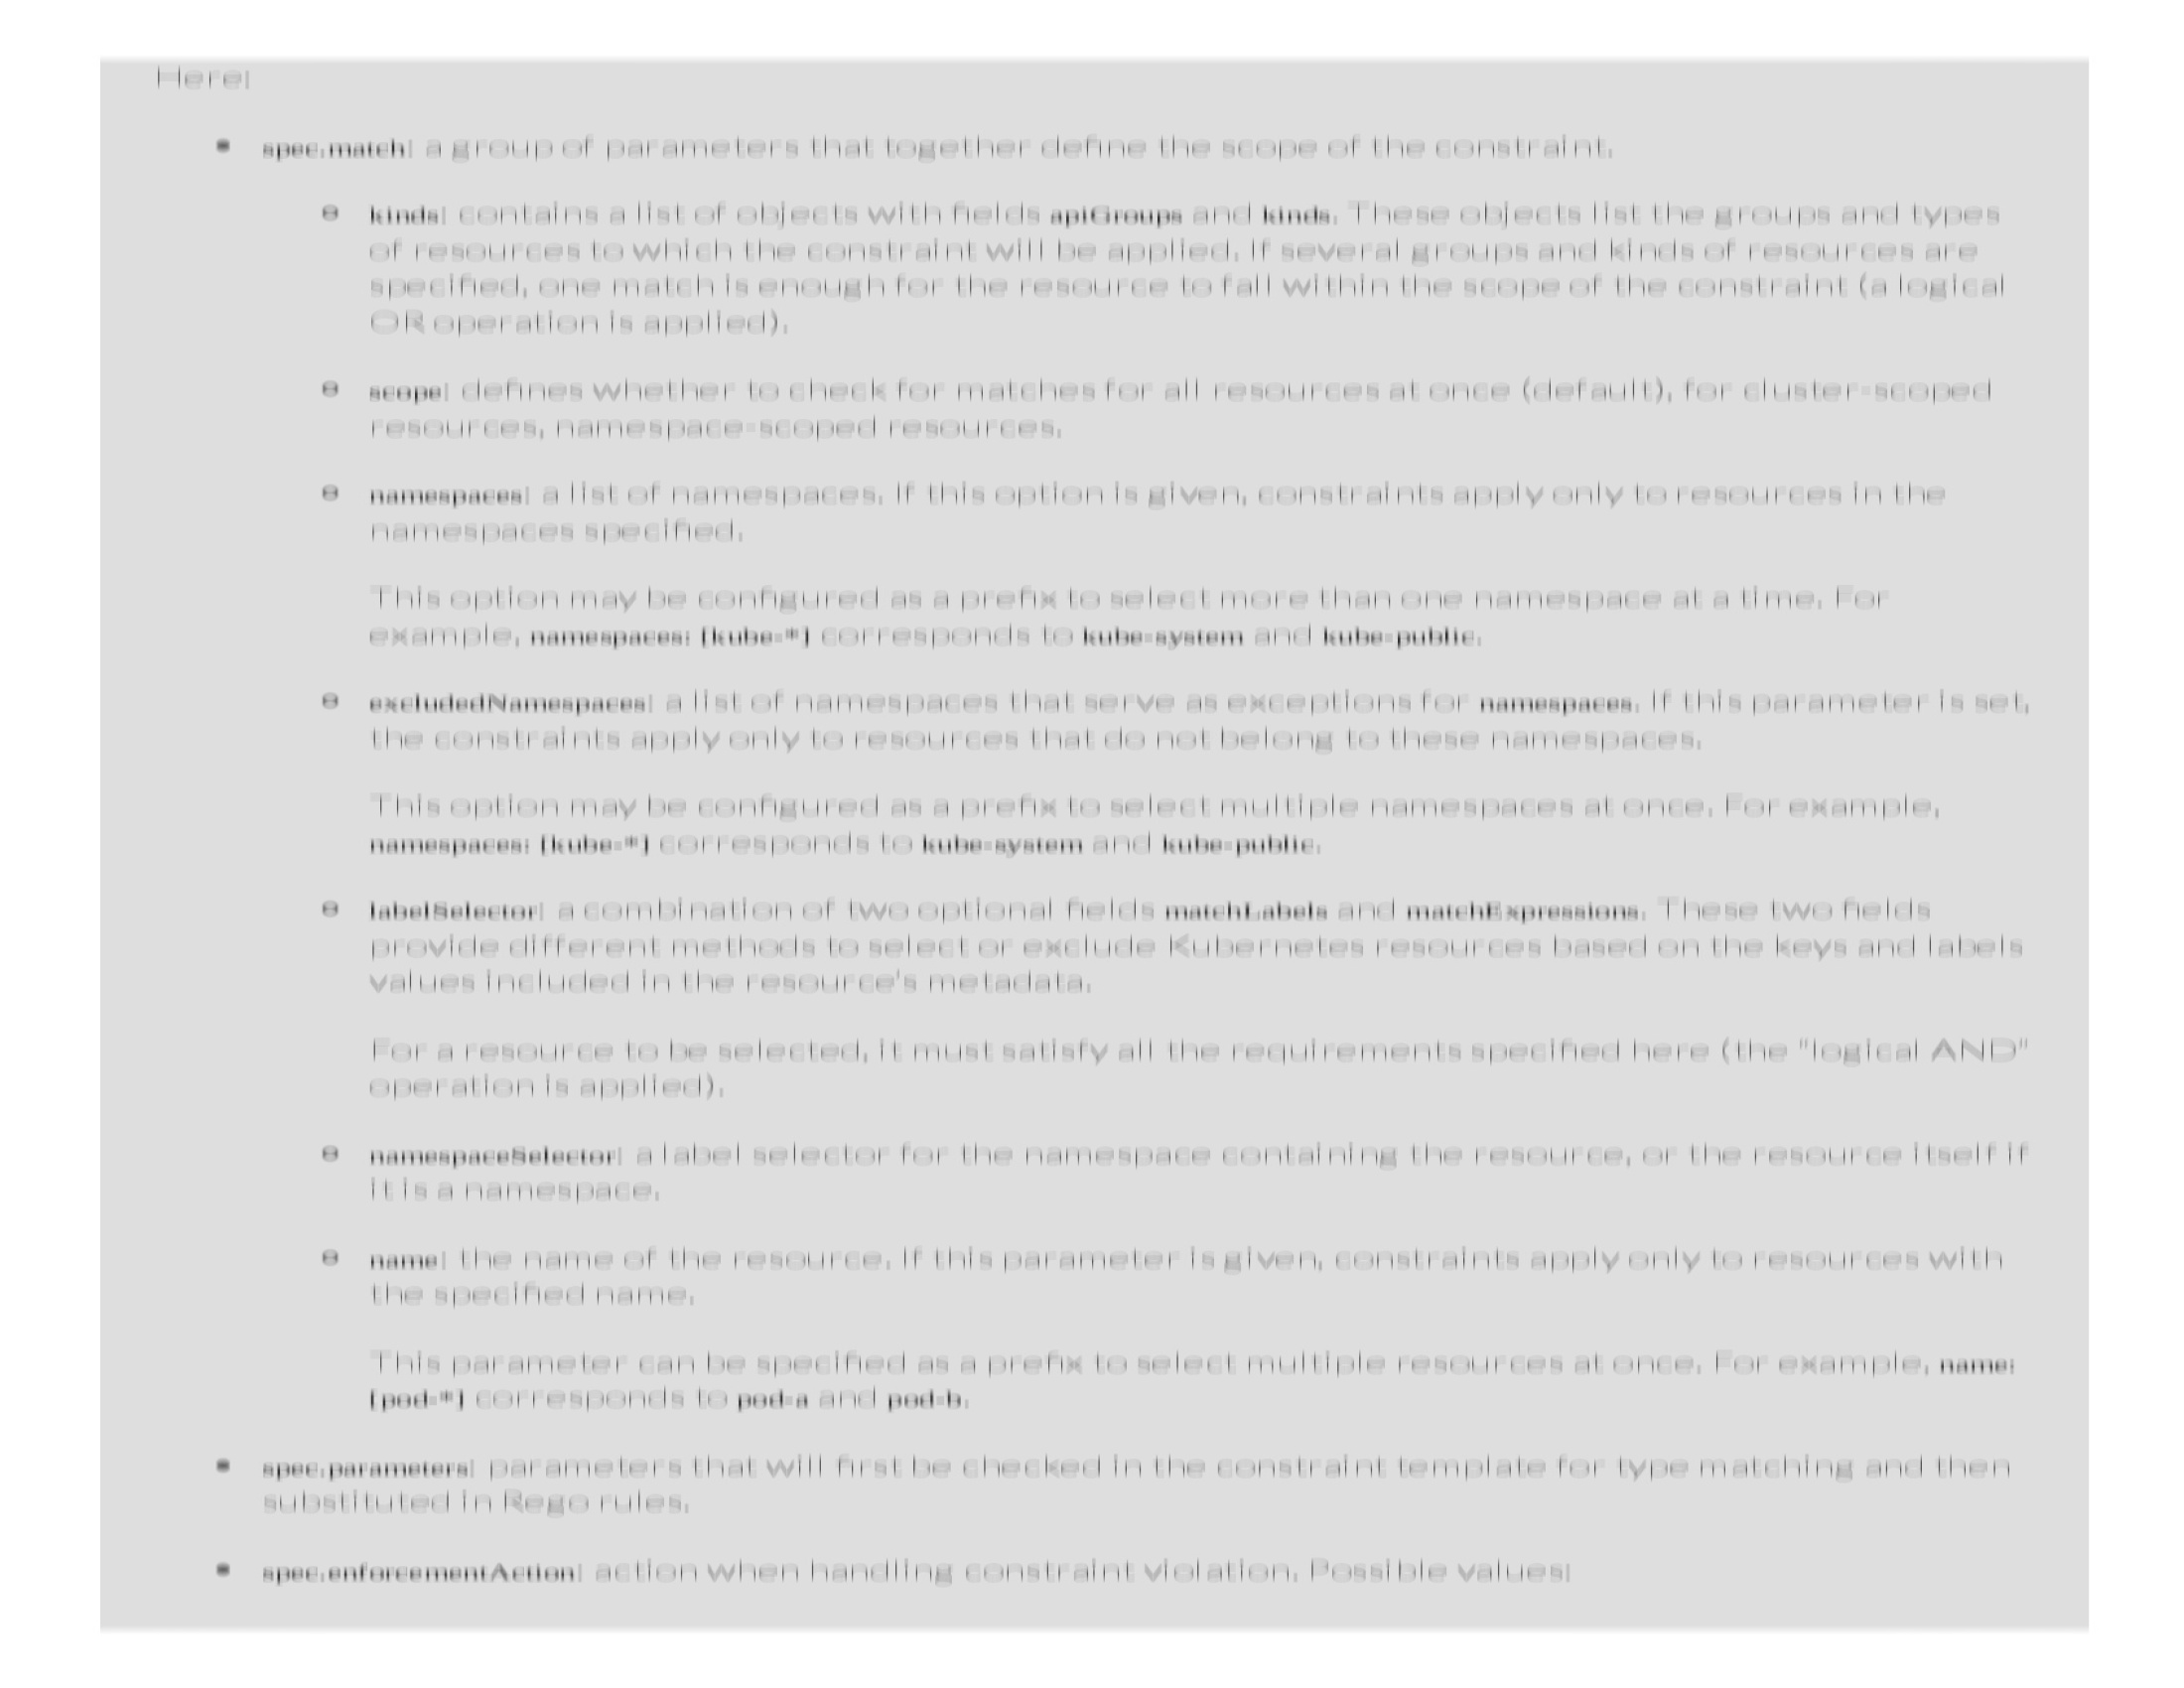 Here:
• spec.match: a group of parameters that together define the scope of the constraint.
o kinds: contains a list of objects with fields apiGroups and kinds. These objects list the groups and types
of resources to which the constraint will be applied. If several groups and kinds of resources are
specified, one match is enough for the resource to fall within the scope of the constraint (a logical
OR operation is applied).
o scope: defines whether to check for matches for all resources at once (default), for cluster-scoped
resources, namespace-scoped resources.
o namespaces: a list of namespaces. If this option is given, constraints apply only to resources in the
namespaces specified.
This option may be configured as a prefix to select more than one namespace at a time. For
example, namespaces: [kube-*] corresponds to kube-system and kube-public.
o excludedNamespaces: a list of namespaces that serve as exceptions for namespaces. If this parameter is set,
the constraints apply only to resources that do not belong to these namespaces.
This option may be configured as a prefix to select multiple namespaces at once. For example,
namespaces: [kube-*] corresponds to kube-system and kube-public.
o labelSelector: a combination of two optional fields matchLabels and matchExpressions. These two fields
provide different methods to select or exclude Kubernetes resources based on the keys and labels
values included in the resource's metadata.
For a resource to be selected, it must satisfy all the requirements specified here (the "logical AND"
operation is applied).
o namespaceSelector: a label selector for the namespace containing the resource, or the resource itself if
it is a namespace.
o name: the name of the resource. If this parameter is given, constraints apply only to resources with
the specified name.
This parameter can be specified as a prefix to select multiple resources at once. For example, name:
[pod-*] corresponds to pod-a and pod-b.
• spec.parameters: parameters that will first be checked in the constraint template for type matching and then
substituted in Rego rules.
• spec.enforcementAction: action when handling constraint violation. Possible values: